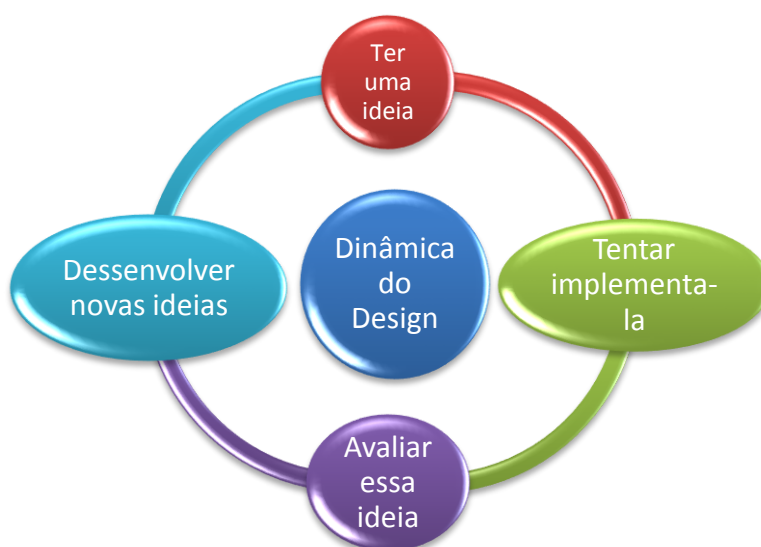 Ter
uma
ideia
Dessenvolver
novas ideias
Dinâmica
do
Design
Tentar
implementa-
la
Avaliar
essa
ideia